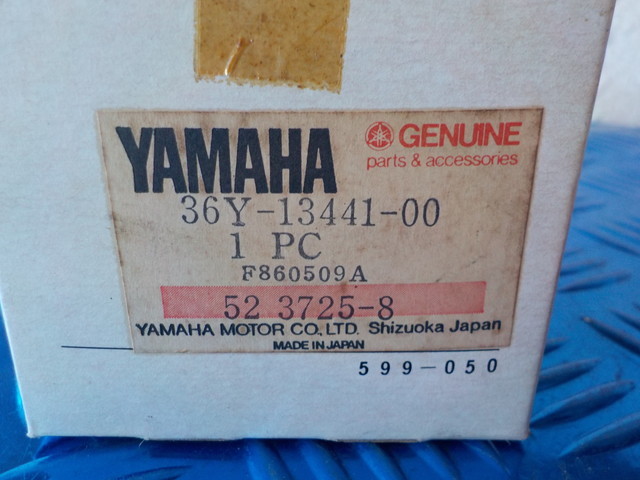 YAMAHA GENUINE
parts & accessories
36Y-13441-00
1 PC
F860509A
52 3725-8
YAMAHA MOTOR CO., LTD. Shizuoka Japan
MADE IN JAPAN
599-050